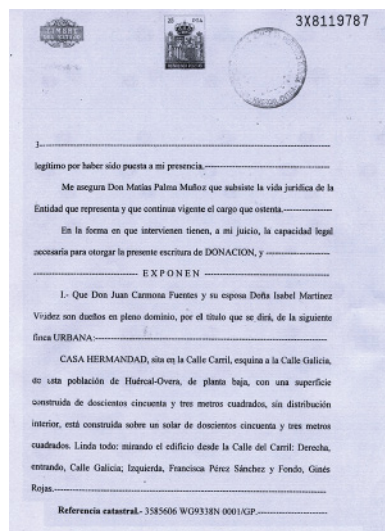 TIMBRE
DEL ESTADO
25 PTA
3X8119787
3.-
legítimo por haber sido puesta a mi presencia.-
Me asegura Don Matías Palma Muñoz que subsiste la vida jurídica de la
Entidad que representa y que continua vigente el cargo que ostenta.-
En la forma en que intervienen tienen, a mi juicio, la capacidad legal
necesaria para otorgar la presente escritura de DONACION, y -
- E X P O N E N -
I.- Que Don Juan Carmona Fuentes y su esposa Doña Isabel Martínez
son dueños en pleno dominio, por el título que se dirá, de la siguiente
finca URBANA:-
CASA HERMANDAD, sita en la Calle Carril, esquina a la Calle Galicia,
de esta población de Huércal-Overa, de planta baja, con una superficie
construida de doscientos cincuenta y tres metros cuadrados, sin distribución
interior, está construida sobre un solar de doscientos cincuenta y tres metros
cuadrados. Linda todo: mirando el edificio desde la Calle del Carril: Derecha,
entrando, Calle Galicia; Izquierda, Francisca Pérez Sánchez y Fondo, Ginés
Rojas.-
Referencia catastral.- 3585606 WG9338N 0001/GP.-